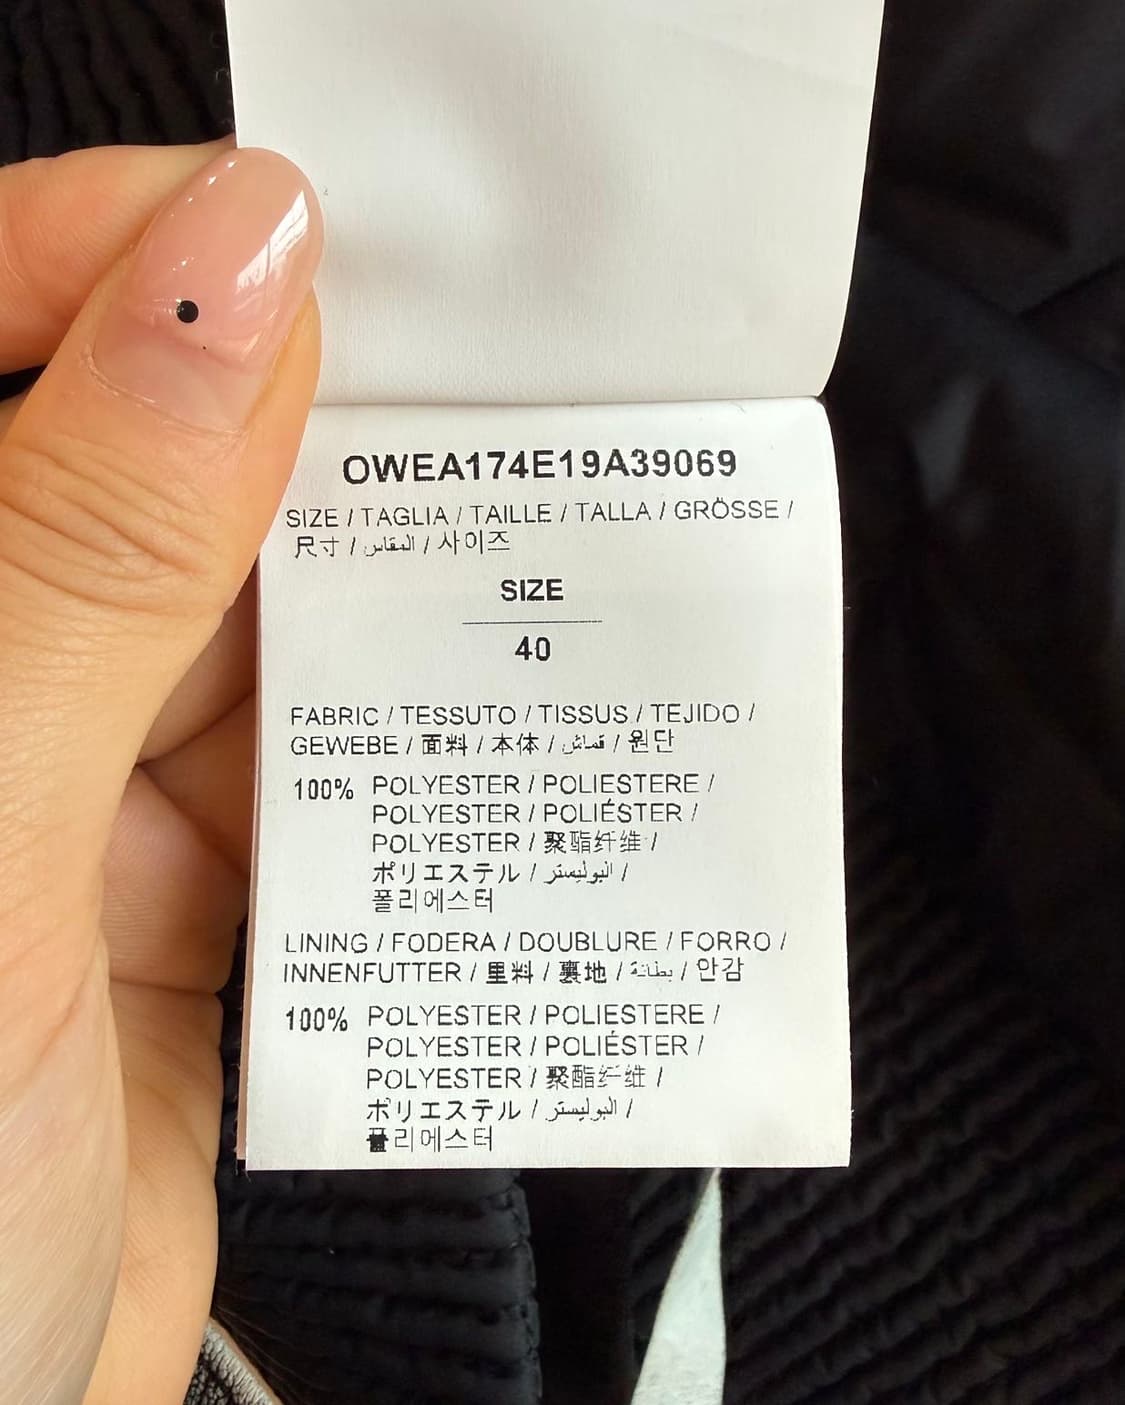 OWEA174E19A39069
SIZE / TAGLIA / TAILLE / TALLA / GRÖSSE /
尺寸 / المقاس / 사이즈
SIZE
40
FABRIC / TESSUTO / TISSUS / TEJIDO /
GEWEBE / 面料 / 本体 / قماش / 원단
100% POLYESTER / POLIESTERE /
POLYESTER / POLIÉSTER /
POLYESTER / 聚酯纤维 /
ポリエステル / البوليستر /
폴리에스터
LINING / FODERA / DOUBLURE / FORRO /
INNENFUTTER / 里料 / 裏地 / بطانة / 안감
100% POLYESTER / POLIESTERE /
POLYESTER / POLIÉSTER /
POLYESTER / 聚酯纤维 /
ポリエステル / البوليستر /
폴리에스터